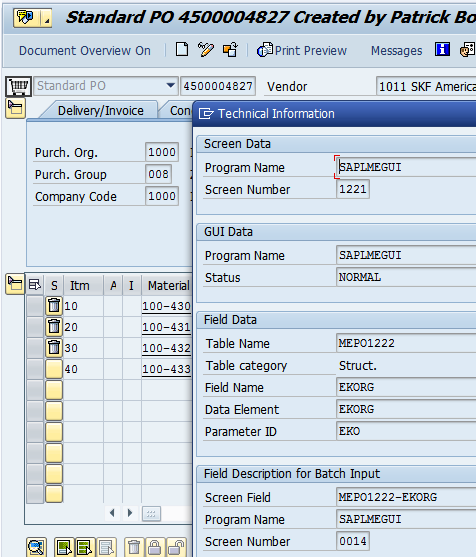 Standard PO 4500004827 Created by Patrick Bo
Document Overview On
Print Preview
Messages
Standard PO
4500004827
Vendor
1011 SKF America
Delivery/Invoice
Con
Purch. Org.
1000
Purch. Group
008
Company Code
1000
S
Itm
A
I
Material
10
100-430
20
100-431
30
100-432
40
100-433
Technical Information
Screen Data
Program Name
SAPLMEGUI
Screen Number
1221
GUI Data
Program Name
SAPLMEGUI
Status
NORMAL
Field Data
Table Name
MEPO1222
Table category
Struct.
Field Name
EKORG
Data Element
EKORG
Parameter ID
EKO
Field Description for Batch Input
Screen Field
MEPO1222-EKORG
Program Name
SAPLMEGUI
Screen Number
0014